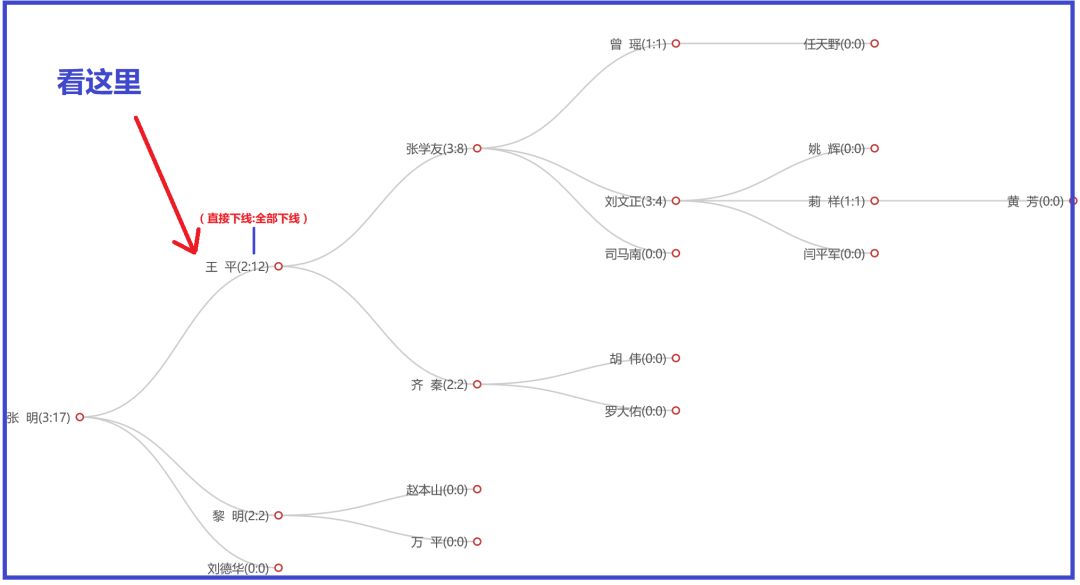 曾 瑶(1:1)
任天野(0:0)
看这里
张学友(3:8)
姚 辉(0:0)
刘文正(3:4)
蒴 样(1:1)
黄 芳(0:0)
（直接下线:全部下线）
司马南(0:0)
闫平军(0:0)
王 平(2:12)
胡 伟(0:0)
齐 秦(2:2)
罗大佑(0:0)
张 明(3:17)
赵本山(0:0)
黎 明(2:2)
万 平(0:0)
刘德华(0:0)